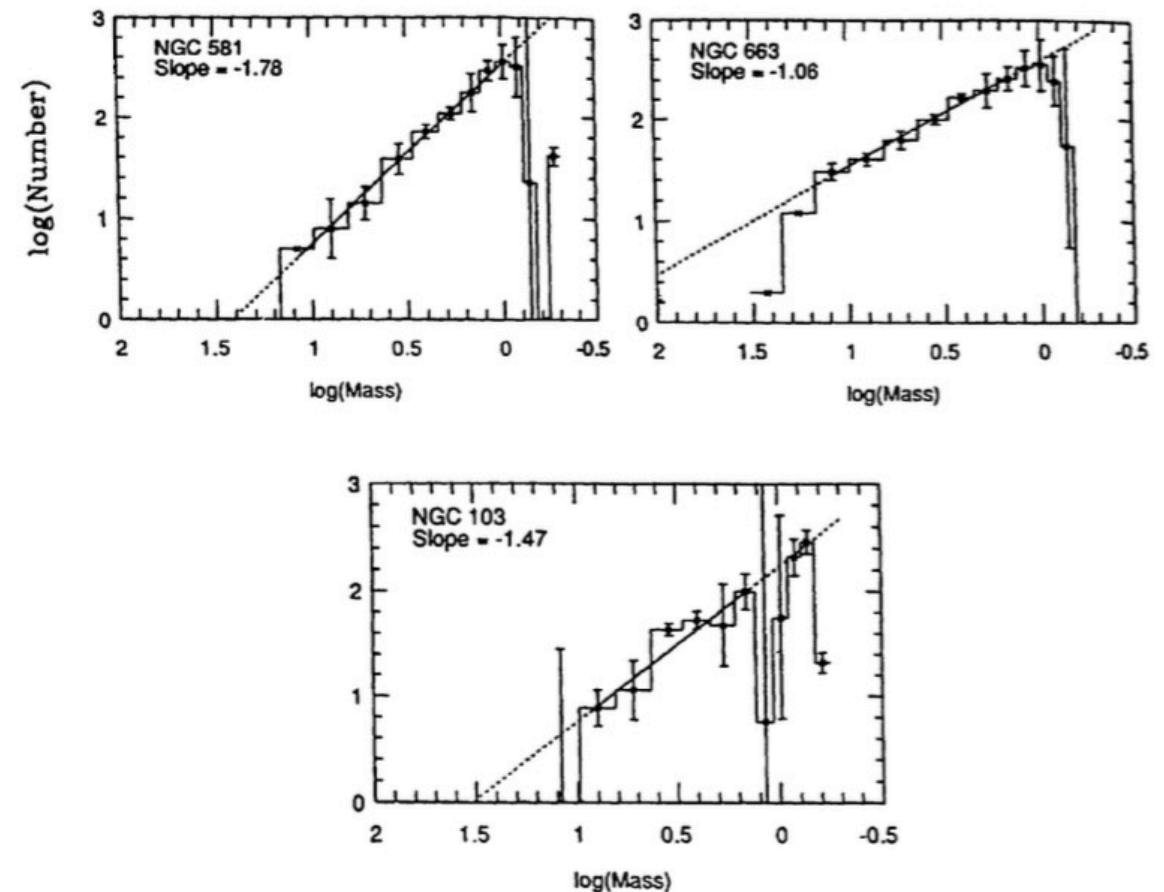 3
NGC 581
Slope = -1.78
2
1
0
2 1.5 1 0.5 0 -0.5
log(Mass)
log(Number)
3
NGC 663
Slope = -1.06
2
1
0
2 1.5 1 0.5 0 -0.5
log(Mass)
3
NGC 103
Slope = -1.47
2
1
0
2 1.5 1 0.5 0 -0.5
log(Mass)